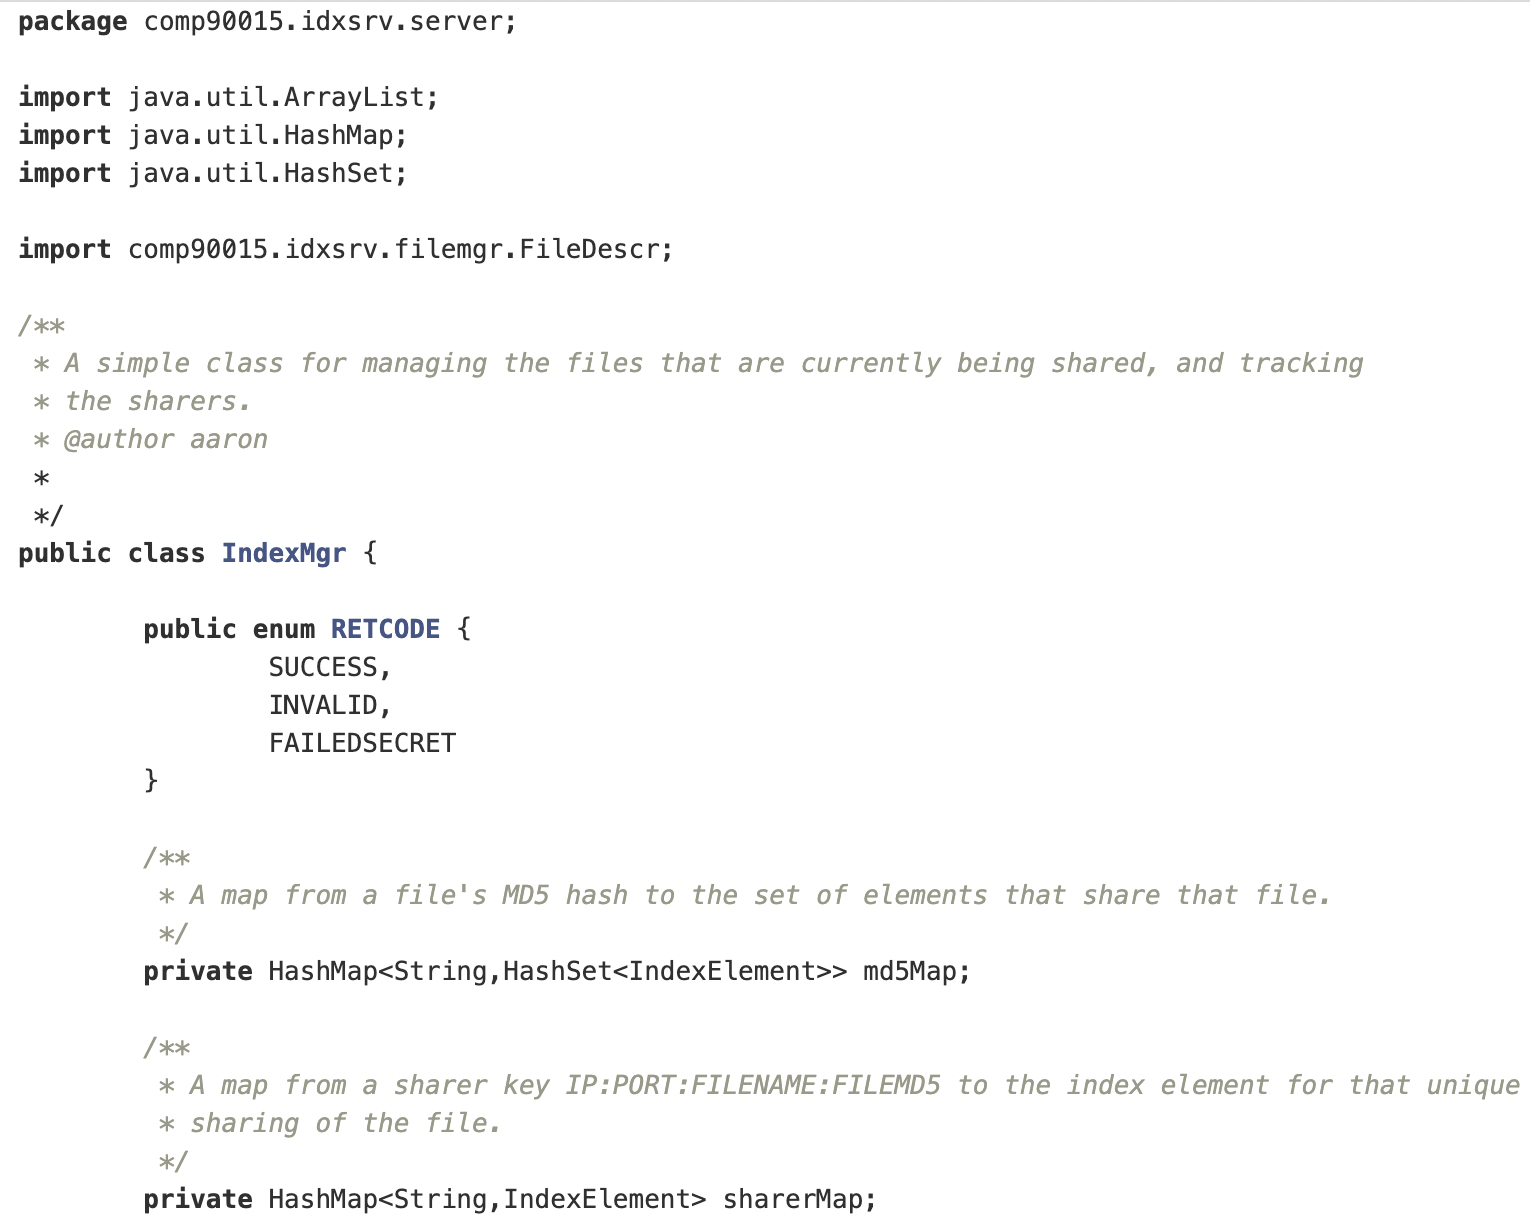 package comp90015.idxsrv.server;
import java.util.ArrayList;
import java.util.HashMap;
import java.util.HashSet;
import comp90015.idxsrv.filemgr.FileDescr;
/**
 * A simple class for managing the files that are currently being shared, and tracking
 * the sharers.
 * @author aaron
 *
 */
public class IndexMgr {
        public enum RETCODE {
                SUCCESS,
                INVALID,
                FAILEDSECRET
        }
        /**
         * A map from a file's MD5 hash to the set of elements that share that file.
         */
        private HashMap<String,HashSet<IndexElement>> md5Map;
        /**
         * A map from a sharer key IP:PORT:FILENAME:FILEMD5 to the index element for that unique
         * sharing of the file.
         */
        private HashMap<String,IndexElement> sharerMap;